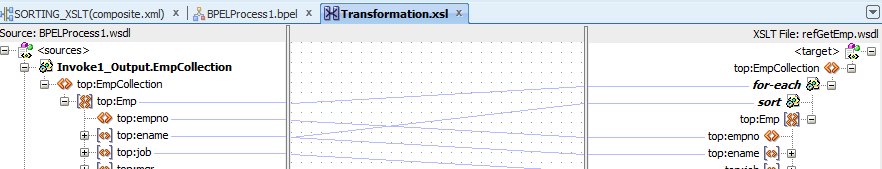 SORTING_XSLT(composite.xml) x BPELProcess1.bpel x Transformation.xsl x
Source: BPELProcess1.wsdl XSLT File: refGetEmp.wsdl
<sources> <target>
Invoke1_Output.EmpCollection top:EmpCollection
top:EmpCollection for-each
top:Emp sort
top:empno top:Emp
top:ename top:empno
top:job top:ename